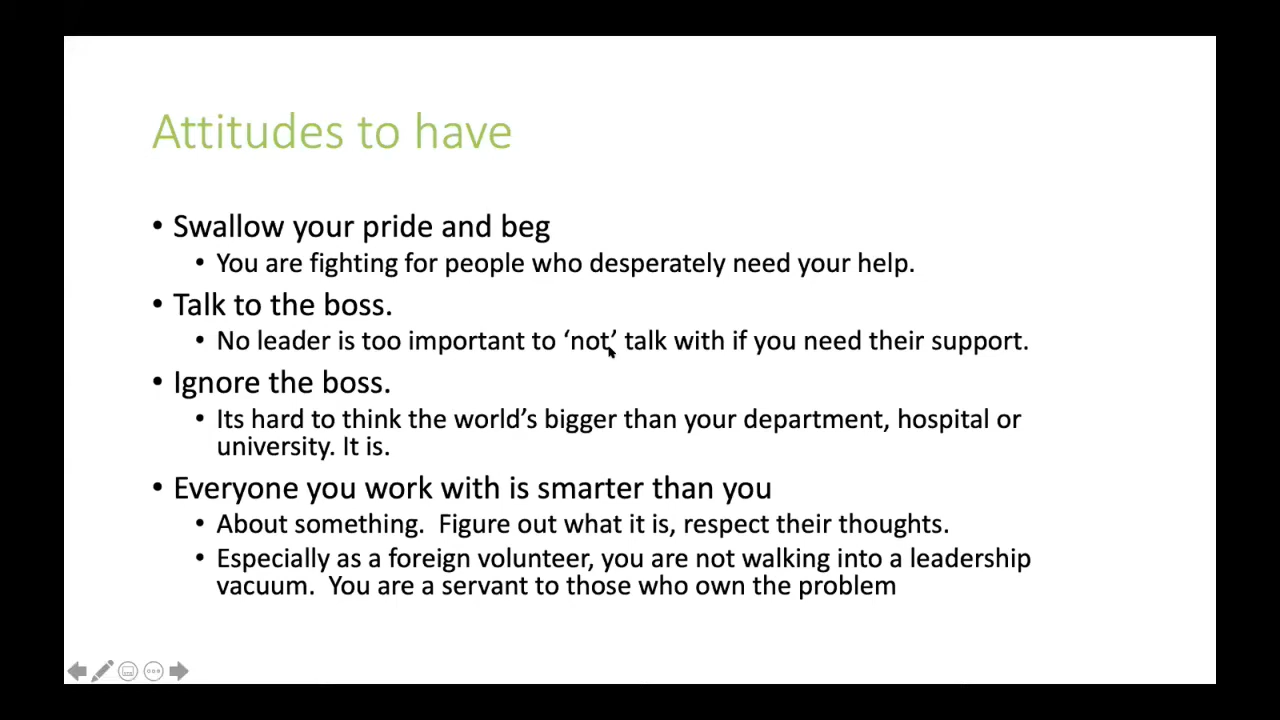 Attitudes to have
• Swallow your pride and beg
• You are fighting for people who desperately need your help.
• Talk to the boss.
• No leader is too important to ‘not’ talk with if you need their support.
• Ignore the boss.
• Its hard to think the world’s bigger than your department, hospital or
university. It is.
• Everyone you work with is smarter than you
• About something.  Figure out what it is, respect their thoughts.
• Especially as a foreign volunteer, you are not walking into a leadership
vacuum.  You are a servant to those who own the problem